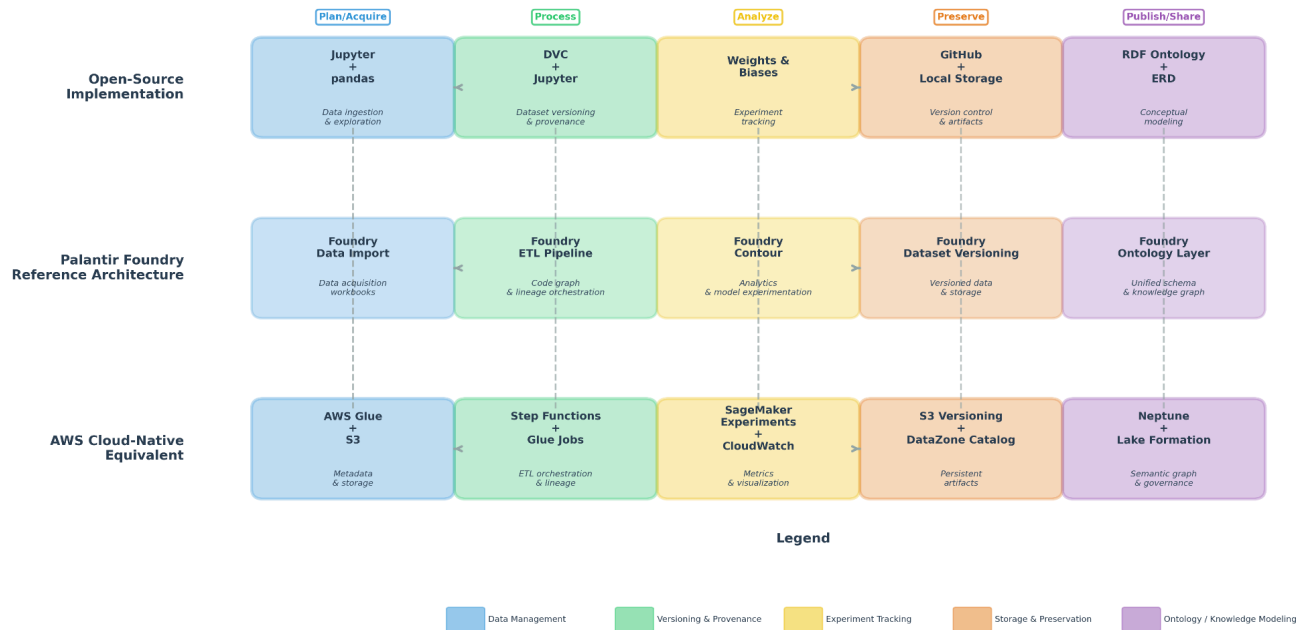 Plan/Acquire
Process
Analyze
Preserve
Publish/Share
Open-Source
Implementation
Jupyter
+
pandas
Data ingestion
& exploration
DVC
+
Jupyter
Dataset versioning
& provenance
Weights &
Biases
Experiment
tracking
GitHub
+
Local Storage
Version control
& artifacts
RDF Ontology
+
ERD
Conceptual
modeling
Palantir Foundry
Reference Architecture
Foundry
Data Import
Data acquisition
workbooks
Foundry
ETL Pipeline
Code graph
& lineage orchestration
Foundry
Contour
Analytics
& model experimentation
Foundry
Dataset Versioning
Versioned data
& storage
Foundry
Ontology Layer
Unified schema
& knowledge graph
AWS Cloud-Native
Equivalent
AWS Glue
+
S3
Metadata
& storage
Step Functions
+
Glue Jobs
ETL orchestration
& lineage
SageMaker
Experiments
+
CloudWatch
Metrics
& visualization
S3 Versioning
+
DataZone Catalog
Persistent
artifacts
Neptune
+
Lake Formation
Semantic graph
& governance
Legend
Data Management
Versioning & Provenance
Experiment Tracking
Storage & Preservation
Ontology / Knowledge Modeling